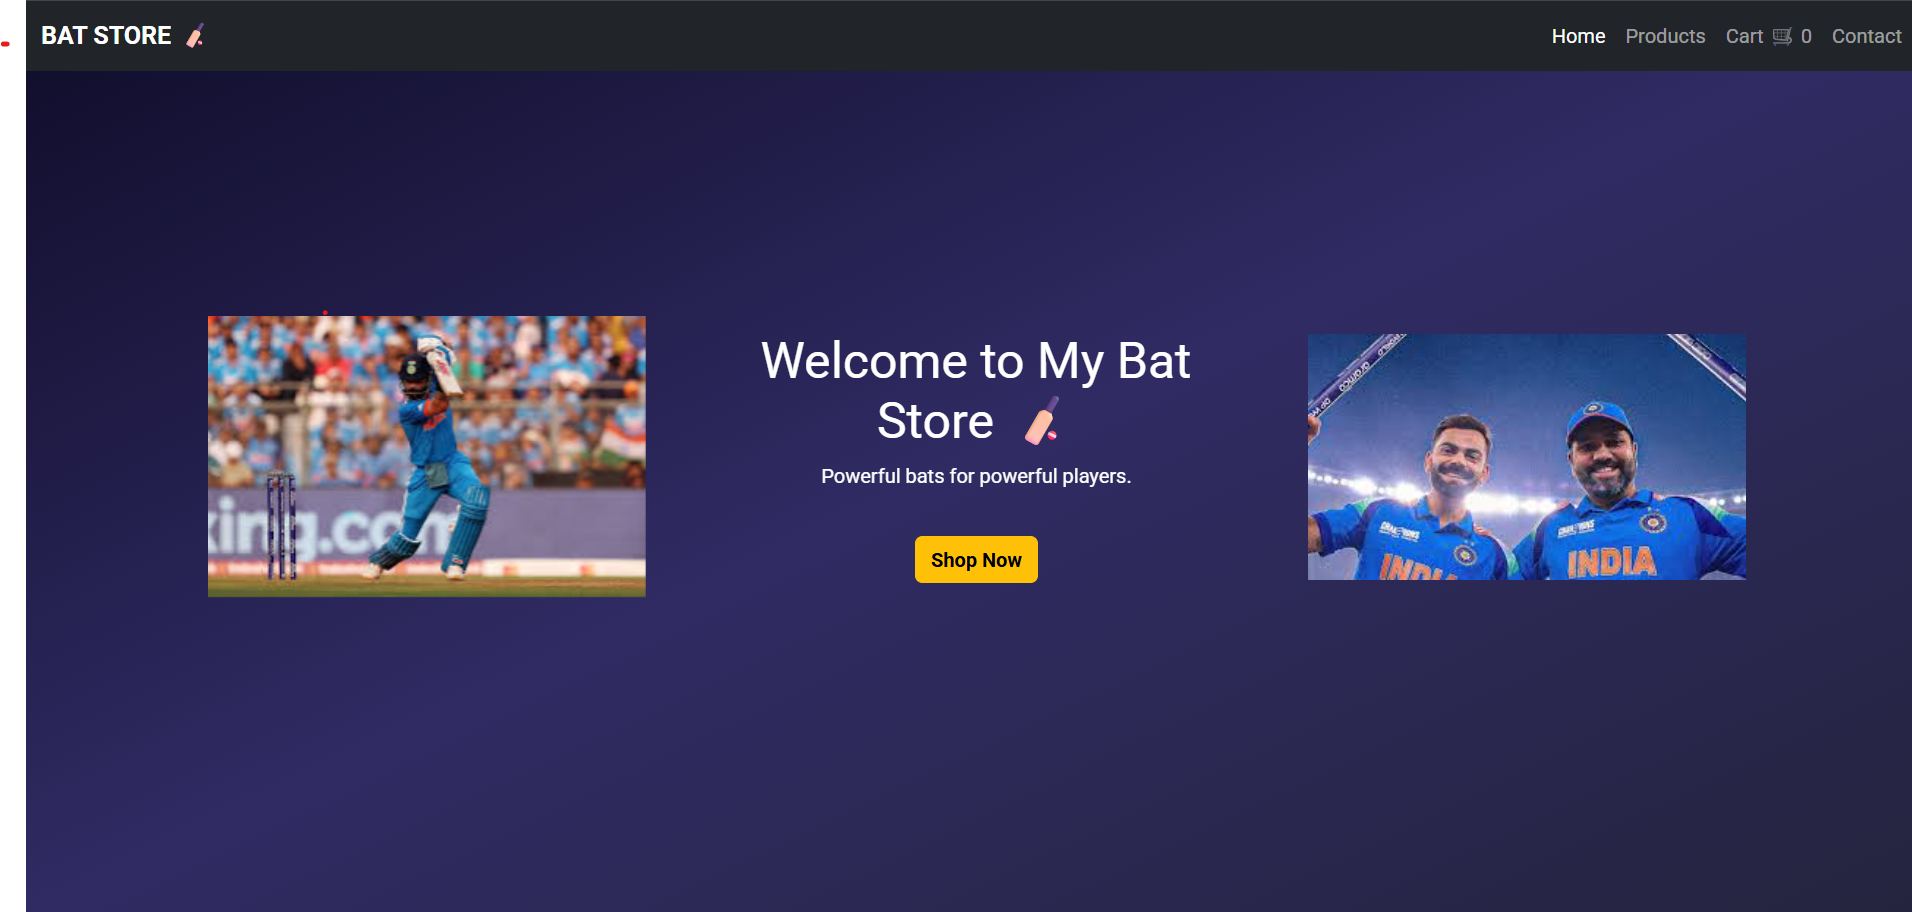 BAT STORE 🏏
Home Products Cart 🛒 0 Contact
Welcome to My Bat
Store 🏏
Powerful bats for powerful players.
Shop Now
king.com
INDIA
INDIA